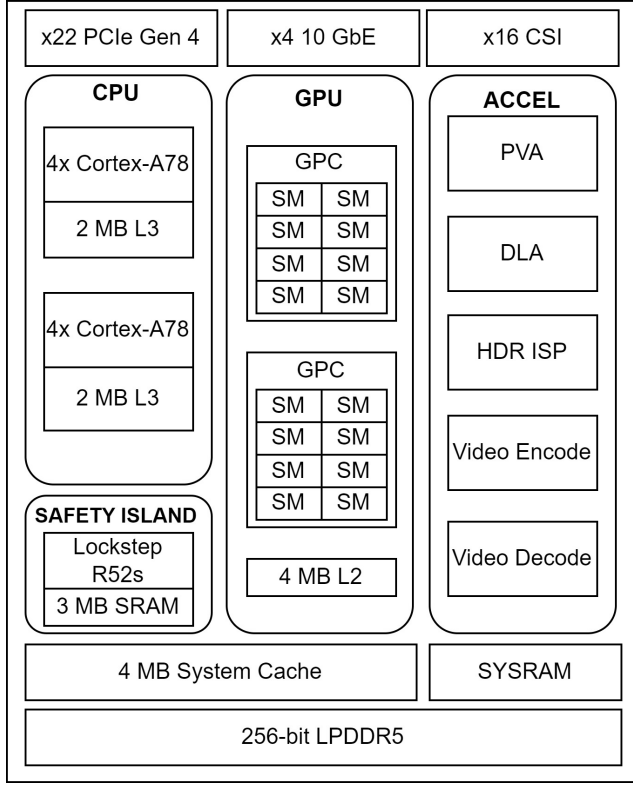 x22 PCIe Gen 4
x4 10 GbE
x16 CSI
CPU
4x Cortex-A78
2 MB L3
4x Cortex-A78
2 MB L3
SAFETY ISLAND
Lockstep
R52s
3 MB SRAM
GPU
GPC
SM SM
SM SM
SM SM
SM SM
GPC
SM SM
SM SM
SM SM
SM SM
4 MB L2
ACCEL
PVA
DLA
HDR ISP
Video Encode
Video Decode
4 MB System Cache
SYSRAM
256-bit LPDDR5